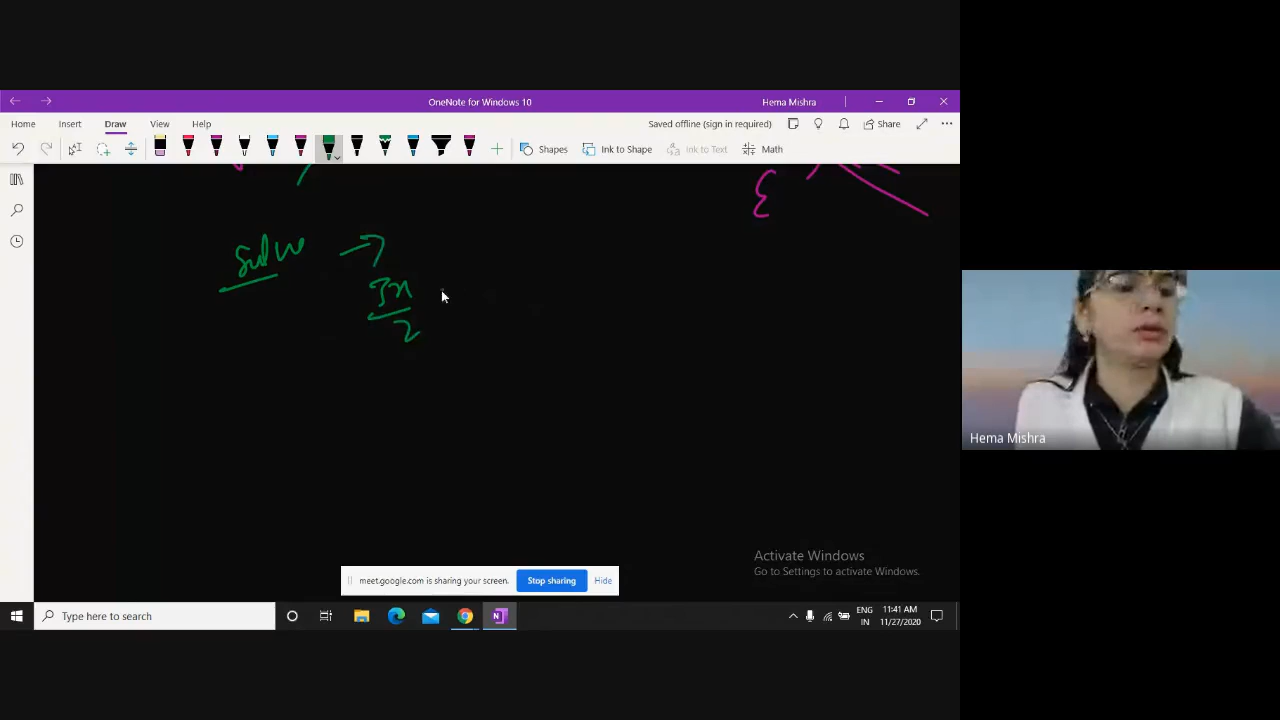 OneNote for Windows 10
Hema Mishra
Home Insert Draw View Help
Saved offline (sign in required) Share
Shapes Ink to Shape Ink to Text Math
Solve →
3x
2
Hema Mishra
Activate Windows
Go to Settings to activate Windows.
meet.google.com is sharing your screen. Stop sharing Hide
Type here to search
ENG 11:41 AM
IN 11/27/2020